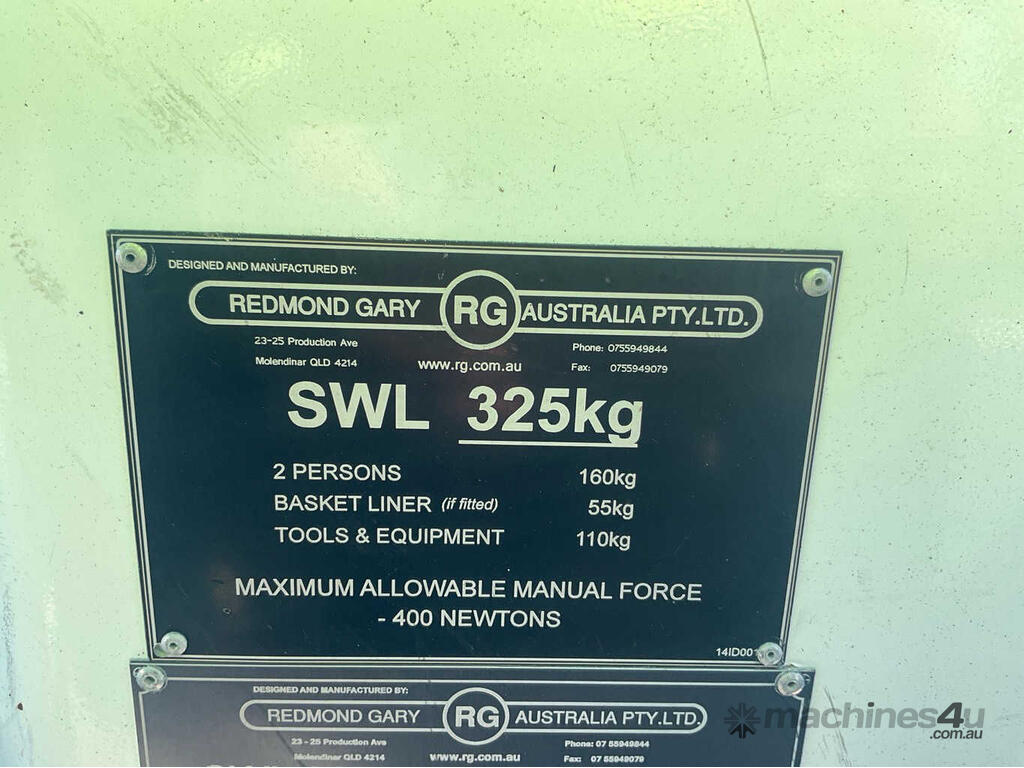 DESIGNED AND MANUFACTURED BY:
REDMOND GARY RG AUSTRALIA PTY.LTD.
23-25 Production Ave
Molendinar QLD 4214
www.rg.com.au
Phone: 0755949844
Fax: 0755949079
SWL 325kg
2 PERSONS 160kg
BASKET LINER (if fitted) 55kg
TOOLS & EQUIPMENT 110kg
MAXIMUM ALLOWABLE MANUAL FORCE
- 400 NEWTONS
DESIGNED AND MANUFACTURED BY:
REDMOND GARY RG AUSTRALIA PTY.LTD.
23 - 25 Production Ave
Molendinar QLD 4214
www.rg.com.au
Phone: 07 55949844
Fax: 07 55949079
machines4u
.com.au